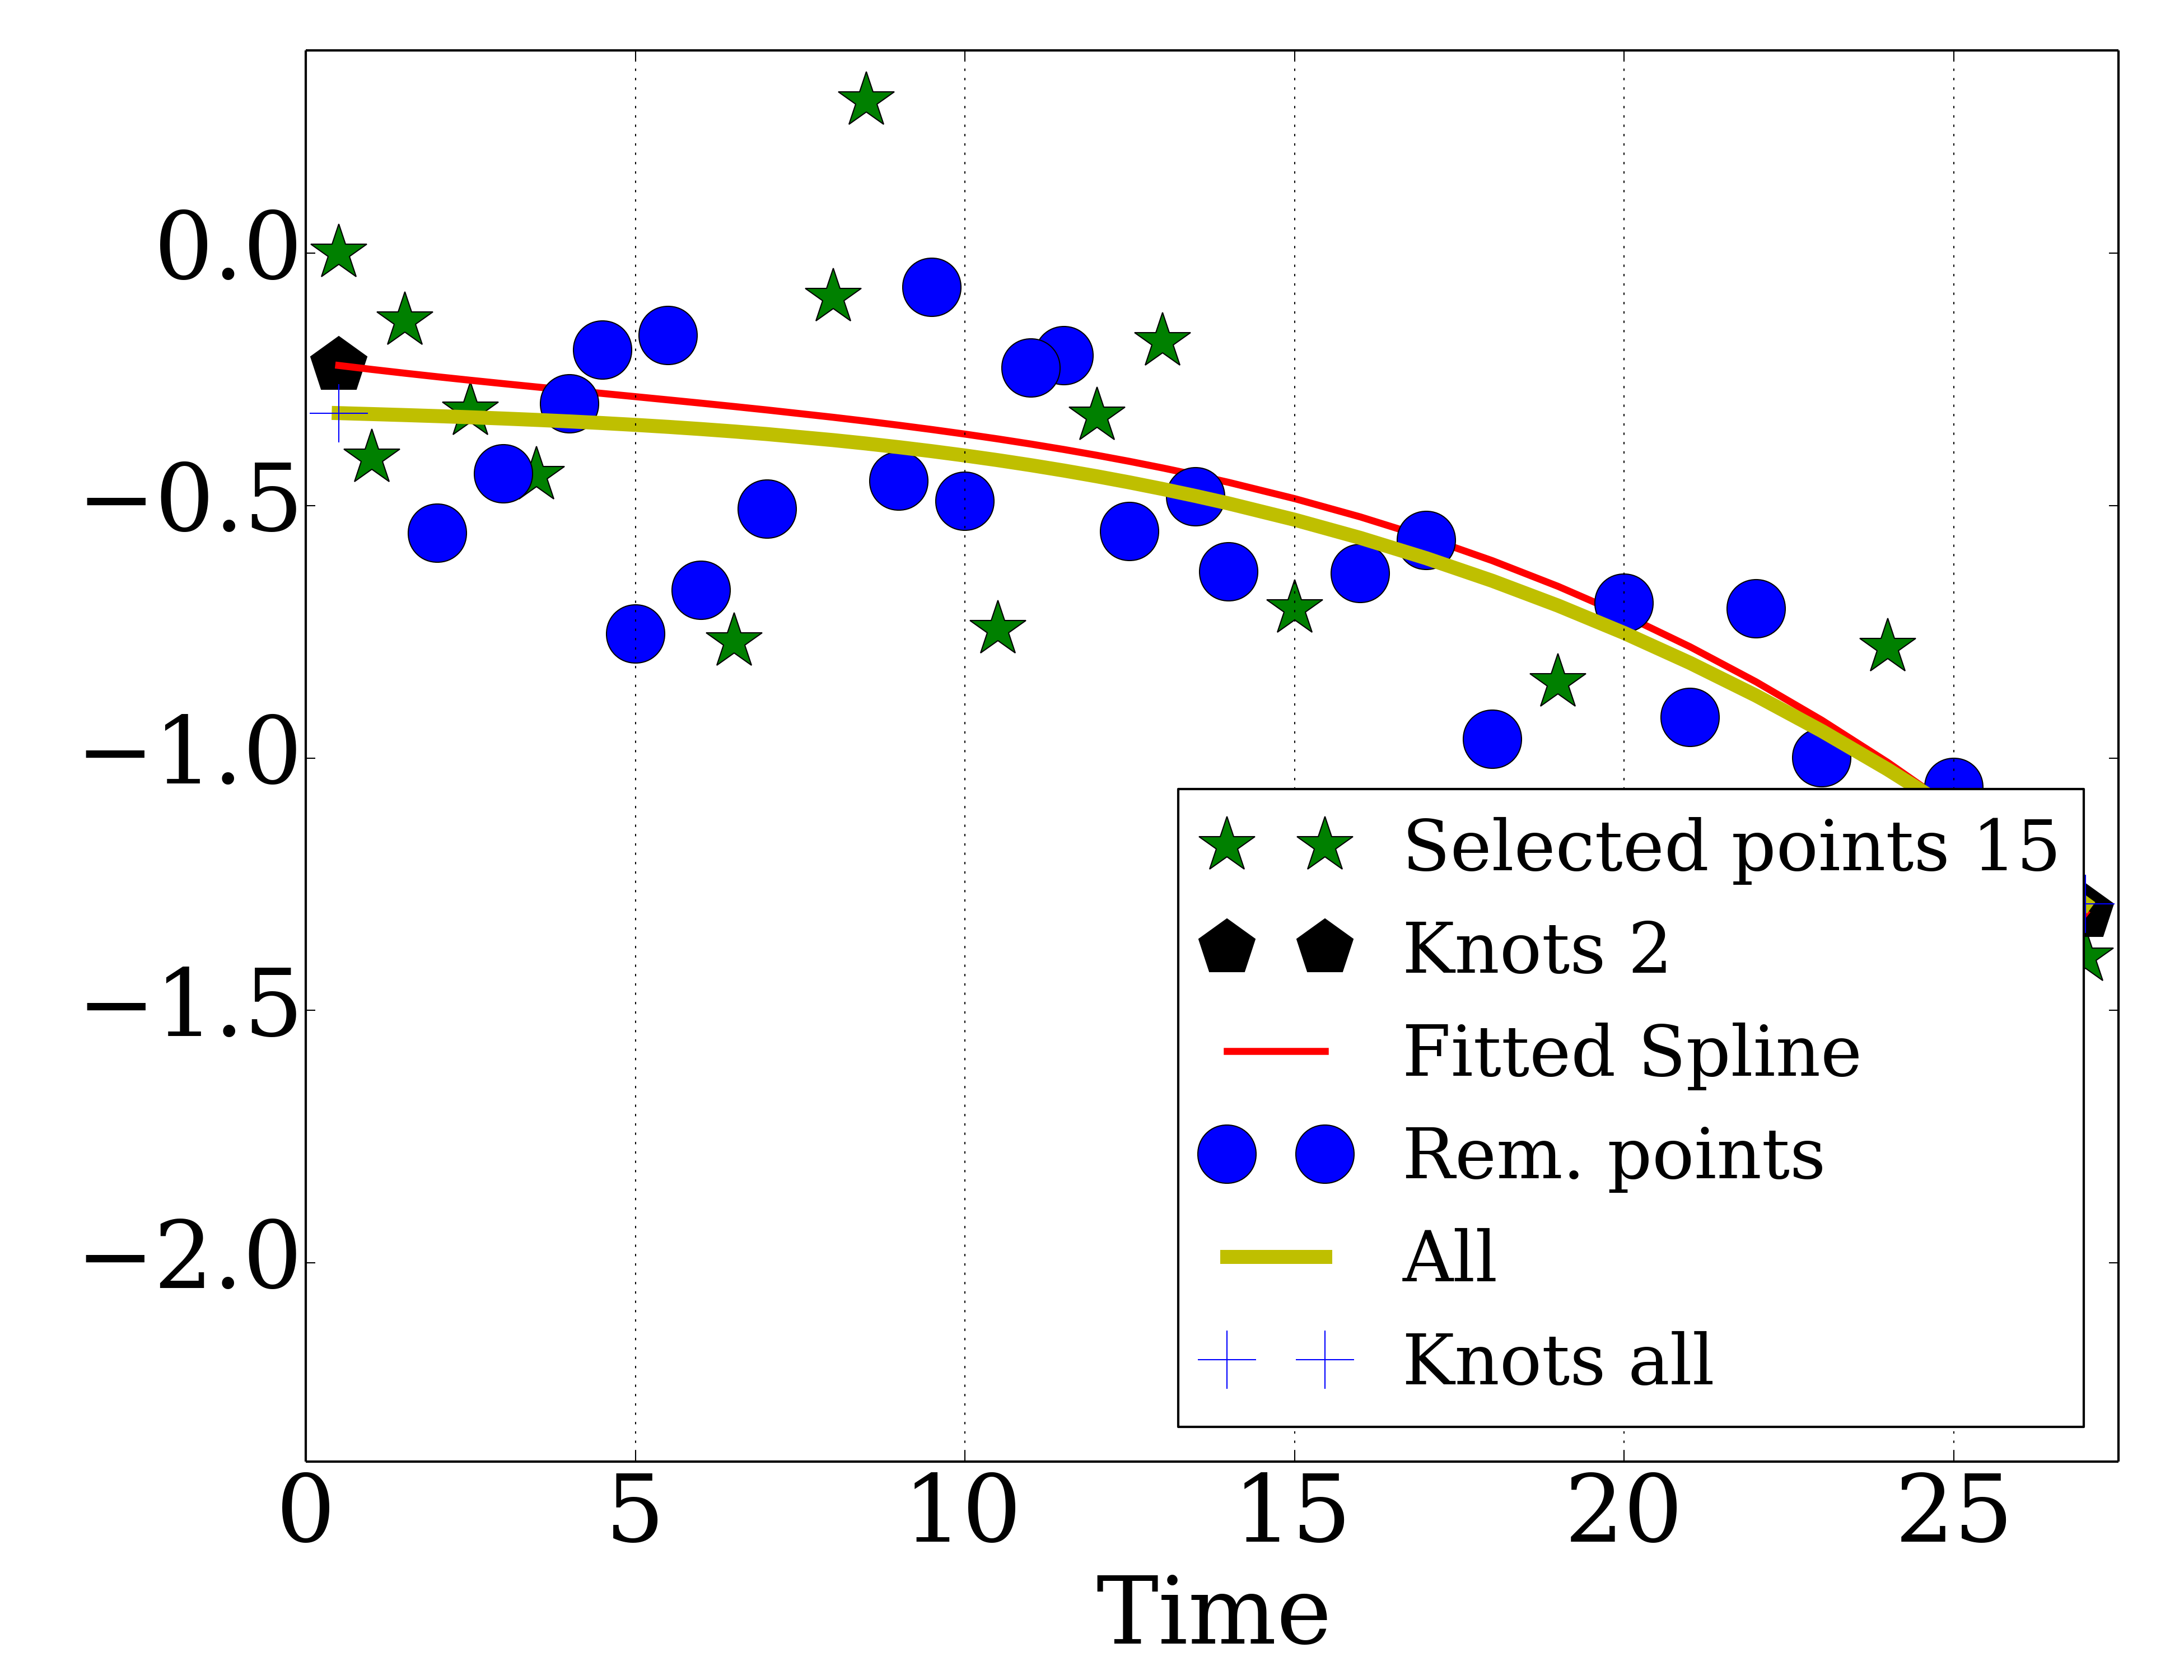 0.0
−0.5
−1.0
−1.5
−2.0
Selected points 15
Knots 2
Fitted Spline
Rem. points
All
Knots all
0 5 10 15 20 25
Time